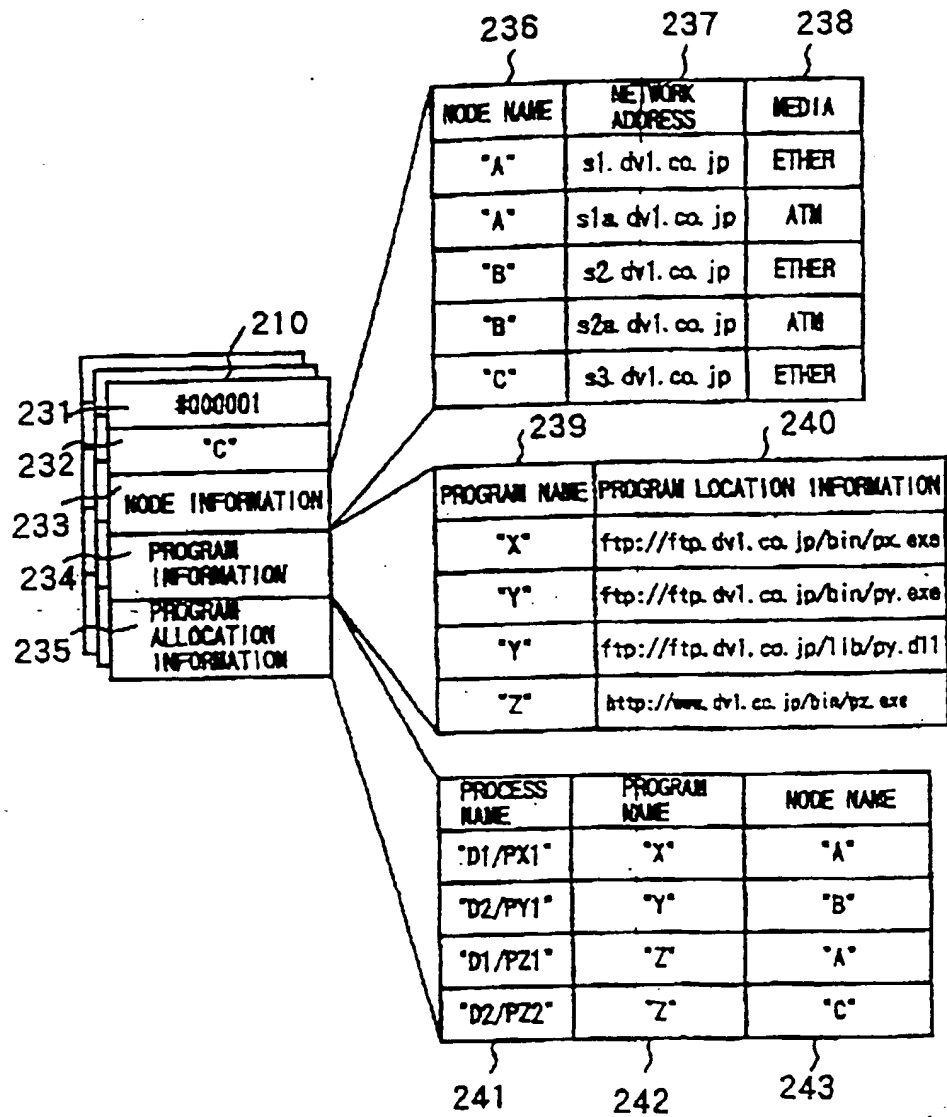 236 237 238
NODE NAME NETWORK ADDRESS MEDIA
"A" s1.dv1.co.jp ETHER
"A" s1a.dv1.co.jp ATM
"B" s2.dv1.co.jp ETHER
"B" s2a.dv1.co.jp ATM
"C" s3.dv1.co.jp ETHER
210
231 #000001
232 "C"
233 NODE INFORMATION
234 PROGRAM
INFORMATION
235 PROGRAM
ALLOCATION
INFORMATION
239 240
PROGRAM NAME PROGRAM LOCATION INFORMATION
"X" ftp://ftp.dv1.co.jp/bin/px.exe
"Y" ftp://ftp.dv1.co.jp/bin/py.exe
"Y" ftp://ftp.dv1.co.jp/lib/py.dll
"Z" http://www.dv1.co.jp/bin/pz.exe
PROCESS NAME PROGRAM NAME NODE NAME
"D1/PX1" "X" "A"
"D2/PY1" "Y" "B"
"D1/PZ1" "Z" "A"
"D2/PZ2" "Z" "C"
241 242 243